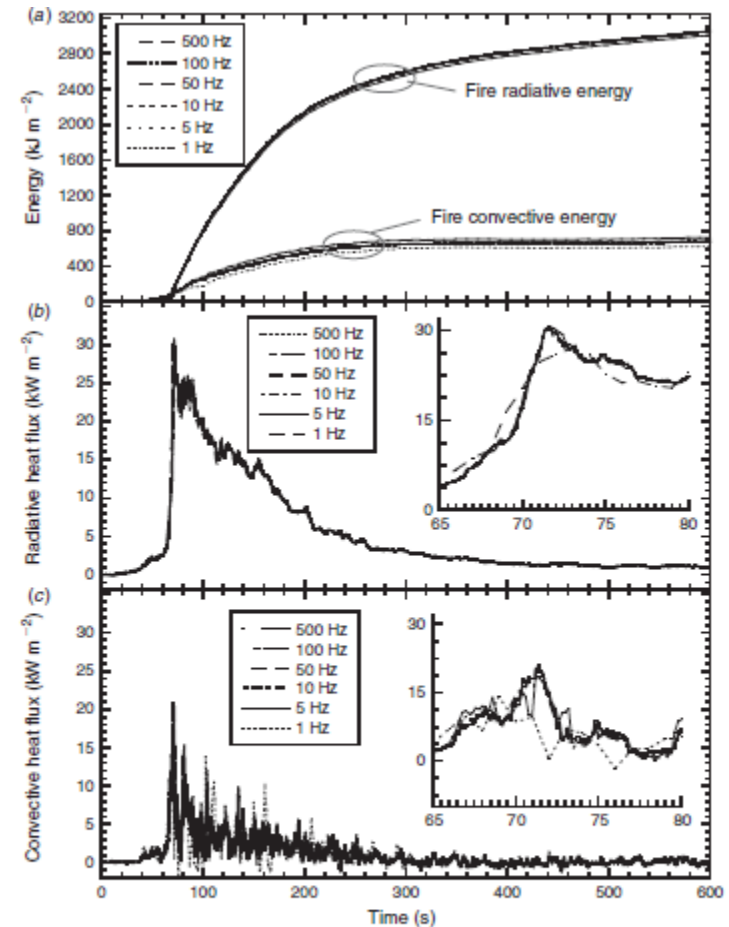 (a)
3200
2800
2400
2000
1600
1200
800
400
0
Energy (kJ m−2)
500 Hz
100 Hz
50 Hz
10 Hz
5 Hz
1 Hz
Fire radiative energy
Fire convective energy
(b)
30
25
20
15
10
5
0
Radiative heat flux (kW m−2)
500 Hz
100 Hz
50 Hz
10 Hz
5 Hz
1 Hz
30
15
0
65 70 75 80
(c)
30
25
20
15
10
5
0
Convective heat flux (kW m−2)
500 Hz
100 Hz
50 Hz
10 Hz
5 Hz
1 Hz
30
15
0
65 70 75 80
0 100 200 300 400 500 600
Time (s)